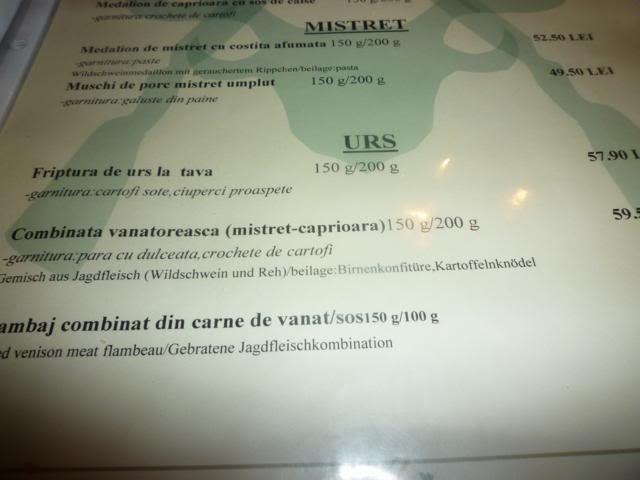 Medalion de caprioara cu sos de caise
-garnitura:crochete de cartofi
MISTRET
Medalion de mistret cu costita afumata 150 g/200 g 52.50 LEI
-garnitura:paste
Wildschweinmedaillon mit gerauchertem Rippchen/beilage:pasta
Muschi de porc mistret umplut 150 g/200 g 49.50 LEI
-garnitura:galuste din paine
URS
Friptura de urs la tava 150 g/200 g 57.90 L
-garnitura:cartofi sote,ciuperci proaspete
Combinata vanatoreasca (mistret-caprioara)150 g/200 g 59.5
-garnitura:para cu dulceata,crochete de cartofi
Gemisch aus Jagdfleisch (Wildschwein und Reh)/beilage:Birnenkonfitüre,Kartoffelnknödel
ambaj combinat din carne de vanat/sos150 g/100 g
ed venison meat flambeau/Gebratene Jagdfleischkombination